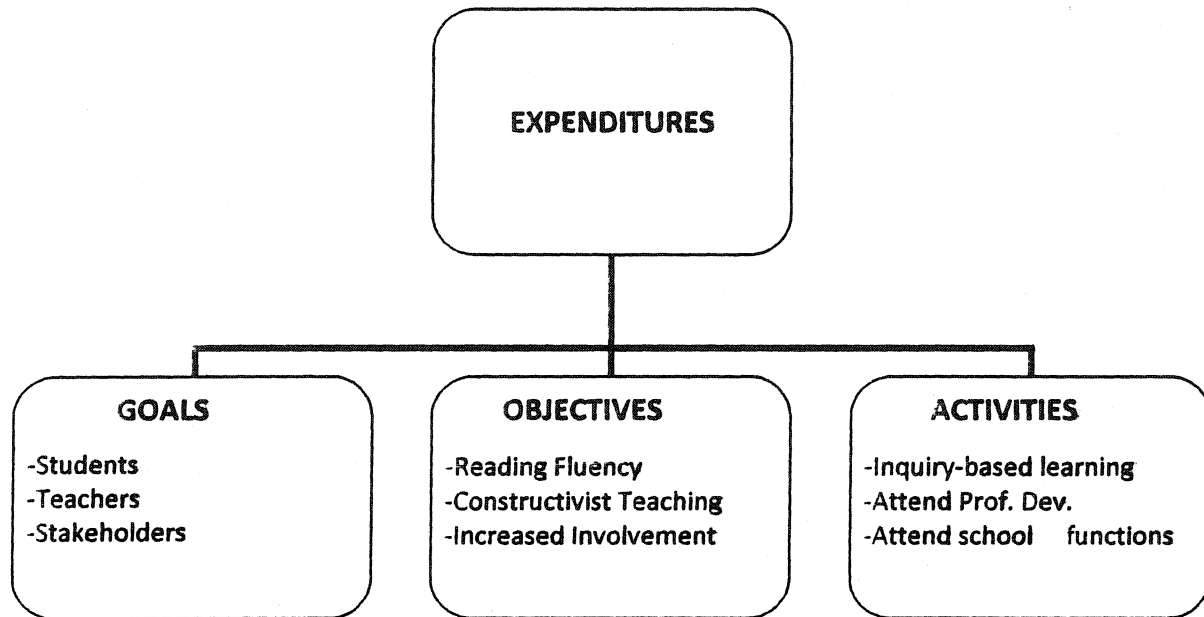 EXPENDITURES
GOALS
-Students
-Teachers
-Stakeholders
OBJECTIVES
-Reading Fluency
-Constructivist Teaching
-Increased Involvement
ACTIVITIES
-Inquiry-based learning
-Attend Prof. Dev.
-Attend school functions